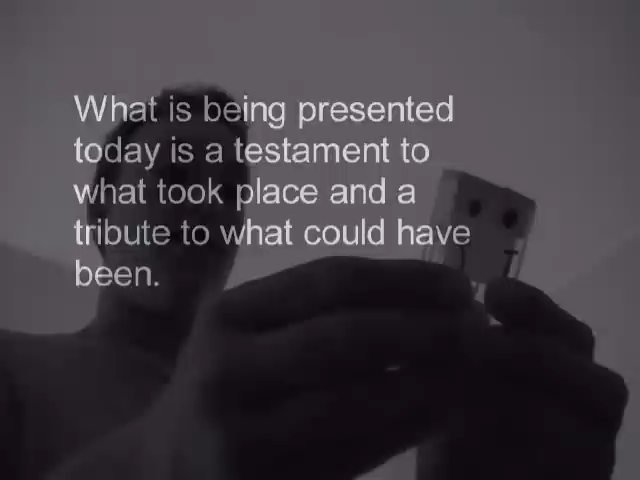 What is being presented
today is a testament to
what took place and a
tribute to what could have
been.